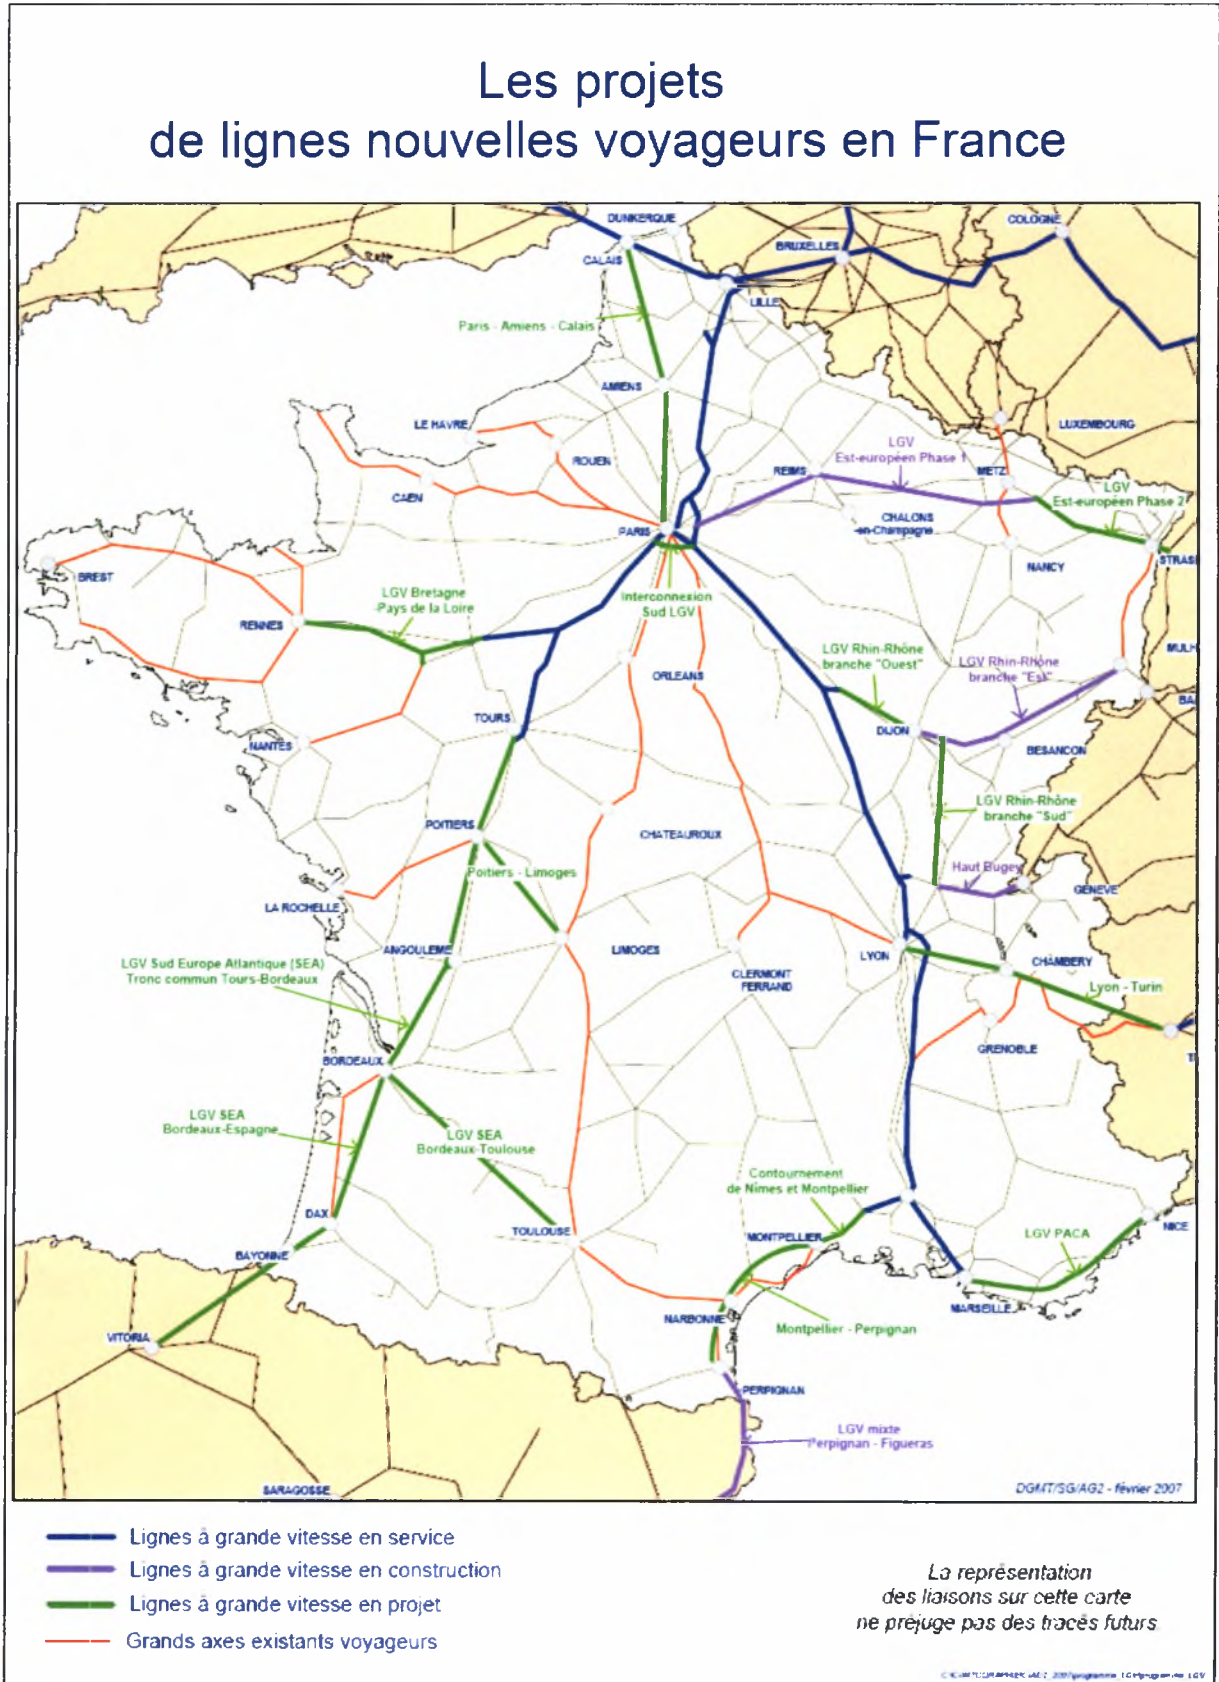 Les projets
de lignes nouvelles voyageurs en France
DUNKERQUE
COLOGNE
BRUXELLES
CALAIS
LILLE
Paris - Amiens - Calais
AMIENS
LE HAVRE
LUXEMBOURG
LGV
Est-européen Phase 1
ROUEN
REIMS
METZ
LGV
Est-européen Phase 2
CAEN
CHALONS
-en-Champagne
PARIS
STRAS
NANCY
BREST
LGV Bretagne
-Pays de la Loire
Interconnexion
Sud LGV
RENNES
LGV Rhin-Rhône
branche "Ouest"
LGV Rhin-Rhône
branche "Est"
MULH
ORLEANS
BA
TOURS
DIJON
NANTES
BESANCON
LGV Rhin-Rhône
branche "Sud"
POITIERS
CHATEAUROUX
Poitiers - Limoges
Haut Bugey
GENEVE
LA ROCHELLE
ANGOULEME
LIMOGES
LYON
CHAMBERY
LGV Sud Europe Atlantique (SEA)
Tronc commun Tours-Bordeaux
CLERMONT
FERRAND
Lyon - Turin
GRENOBLE
T
BORDEAUX
LGV SEA
Bordeaux-Espagne
LGV SEA
Bordeaux-Toulouse
Contournement
de Nîmes et Montpellier
DAX
TOULOUSE
NICE
LGV PACA
MONTPELLIER
BAYONNE
MARSEILLE
NARBONNE
Montpellier - Perpignan
VITORIA
PERPIGNAN
LGV mixte
Perpignan - Figueras
SARAGOSSE
DGMT/SG/AG2 - février 2007
Lignes à grande vitesse en service
Lignes à grande vitesse en construction
Lignes à grande vitesse en projet
Grands axes existants voyageurs
La représentation
des liaisons sur cette carte
ne préjuge pas des tracés futurs